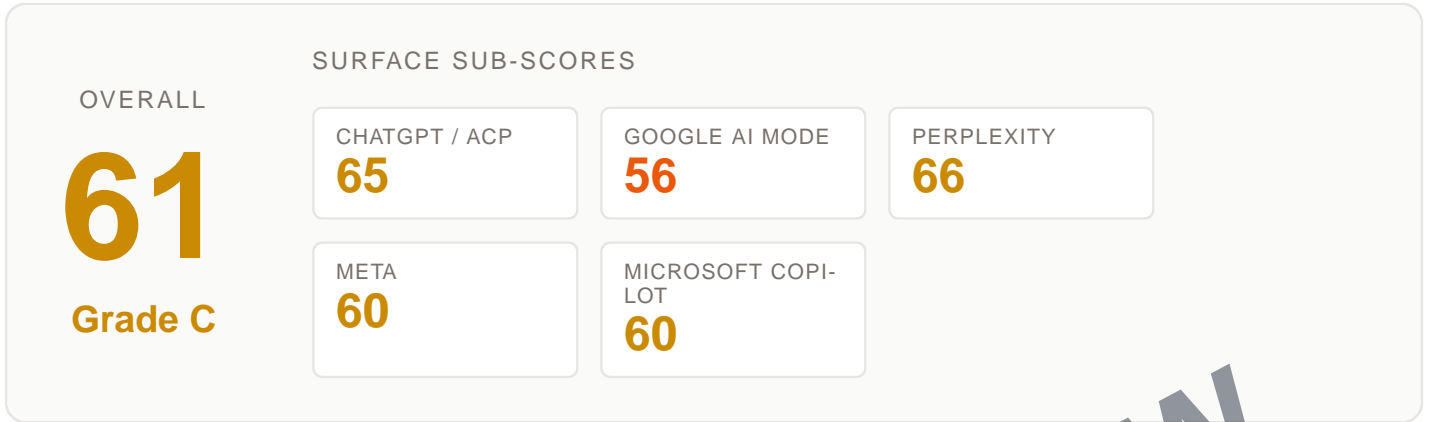 SURFACE SUB-SCORES
OVERALL
61
Grade C
CHATGPT / ACP
65
GOOGLE AI MODE
56
PERPLEXITY
66
META
60
MICROSOFT COPI-
LOT
60